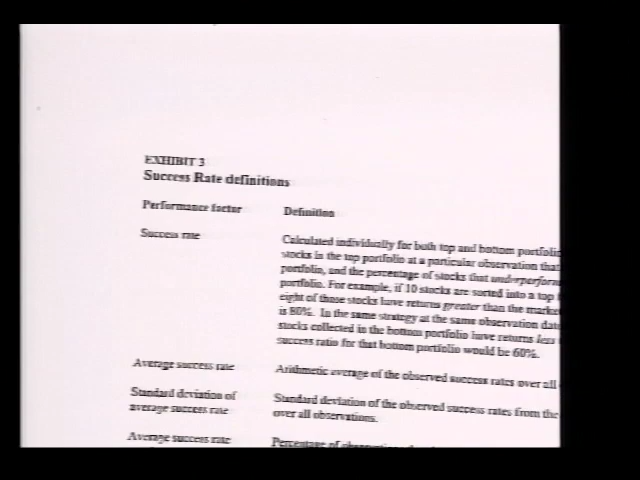 EXHIBIT 3
Success Rate definitions
Performance factor
Definition
Success rate
Calculated individually for both top and bottom portfolio
stocks in the top portfolio at a particular observation that
portfolio, and the percentage of stocks that underperform
portfolio. For example, if 10 stocks are sorted into a top
eight of those stocks have returns greater than the market
is 80%. In the same strategy at the same observation date
stocks collected in the bottom portfolio have returns less
success ratio for that bottom portfolio would be 60%.
Average success rate
Arithmetic average of the observed success rates over all
Standard deviation of
average success rate
Standard deviation of the observed success rates from the
over all observations.
Average success rate
Percentage of